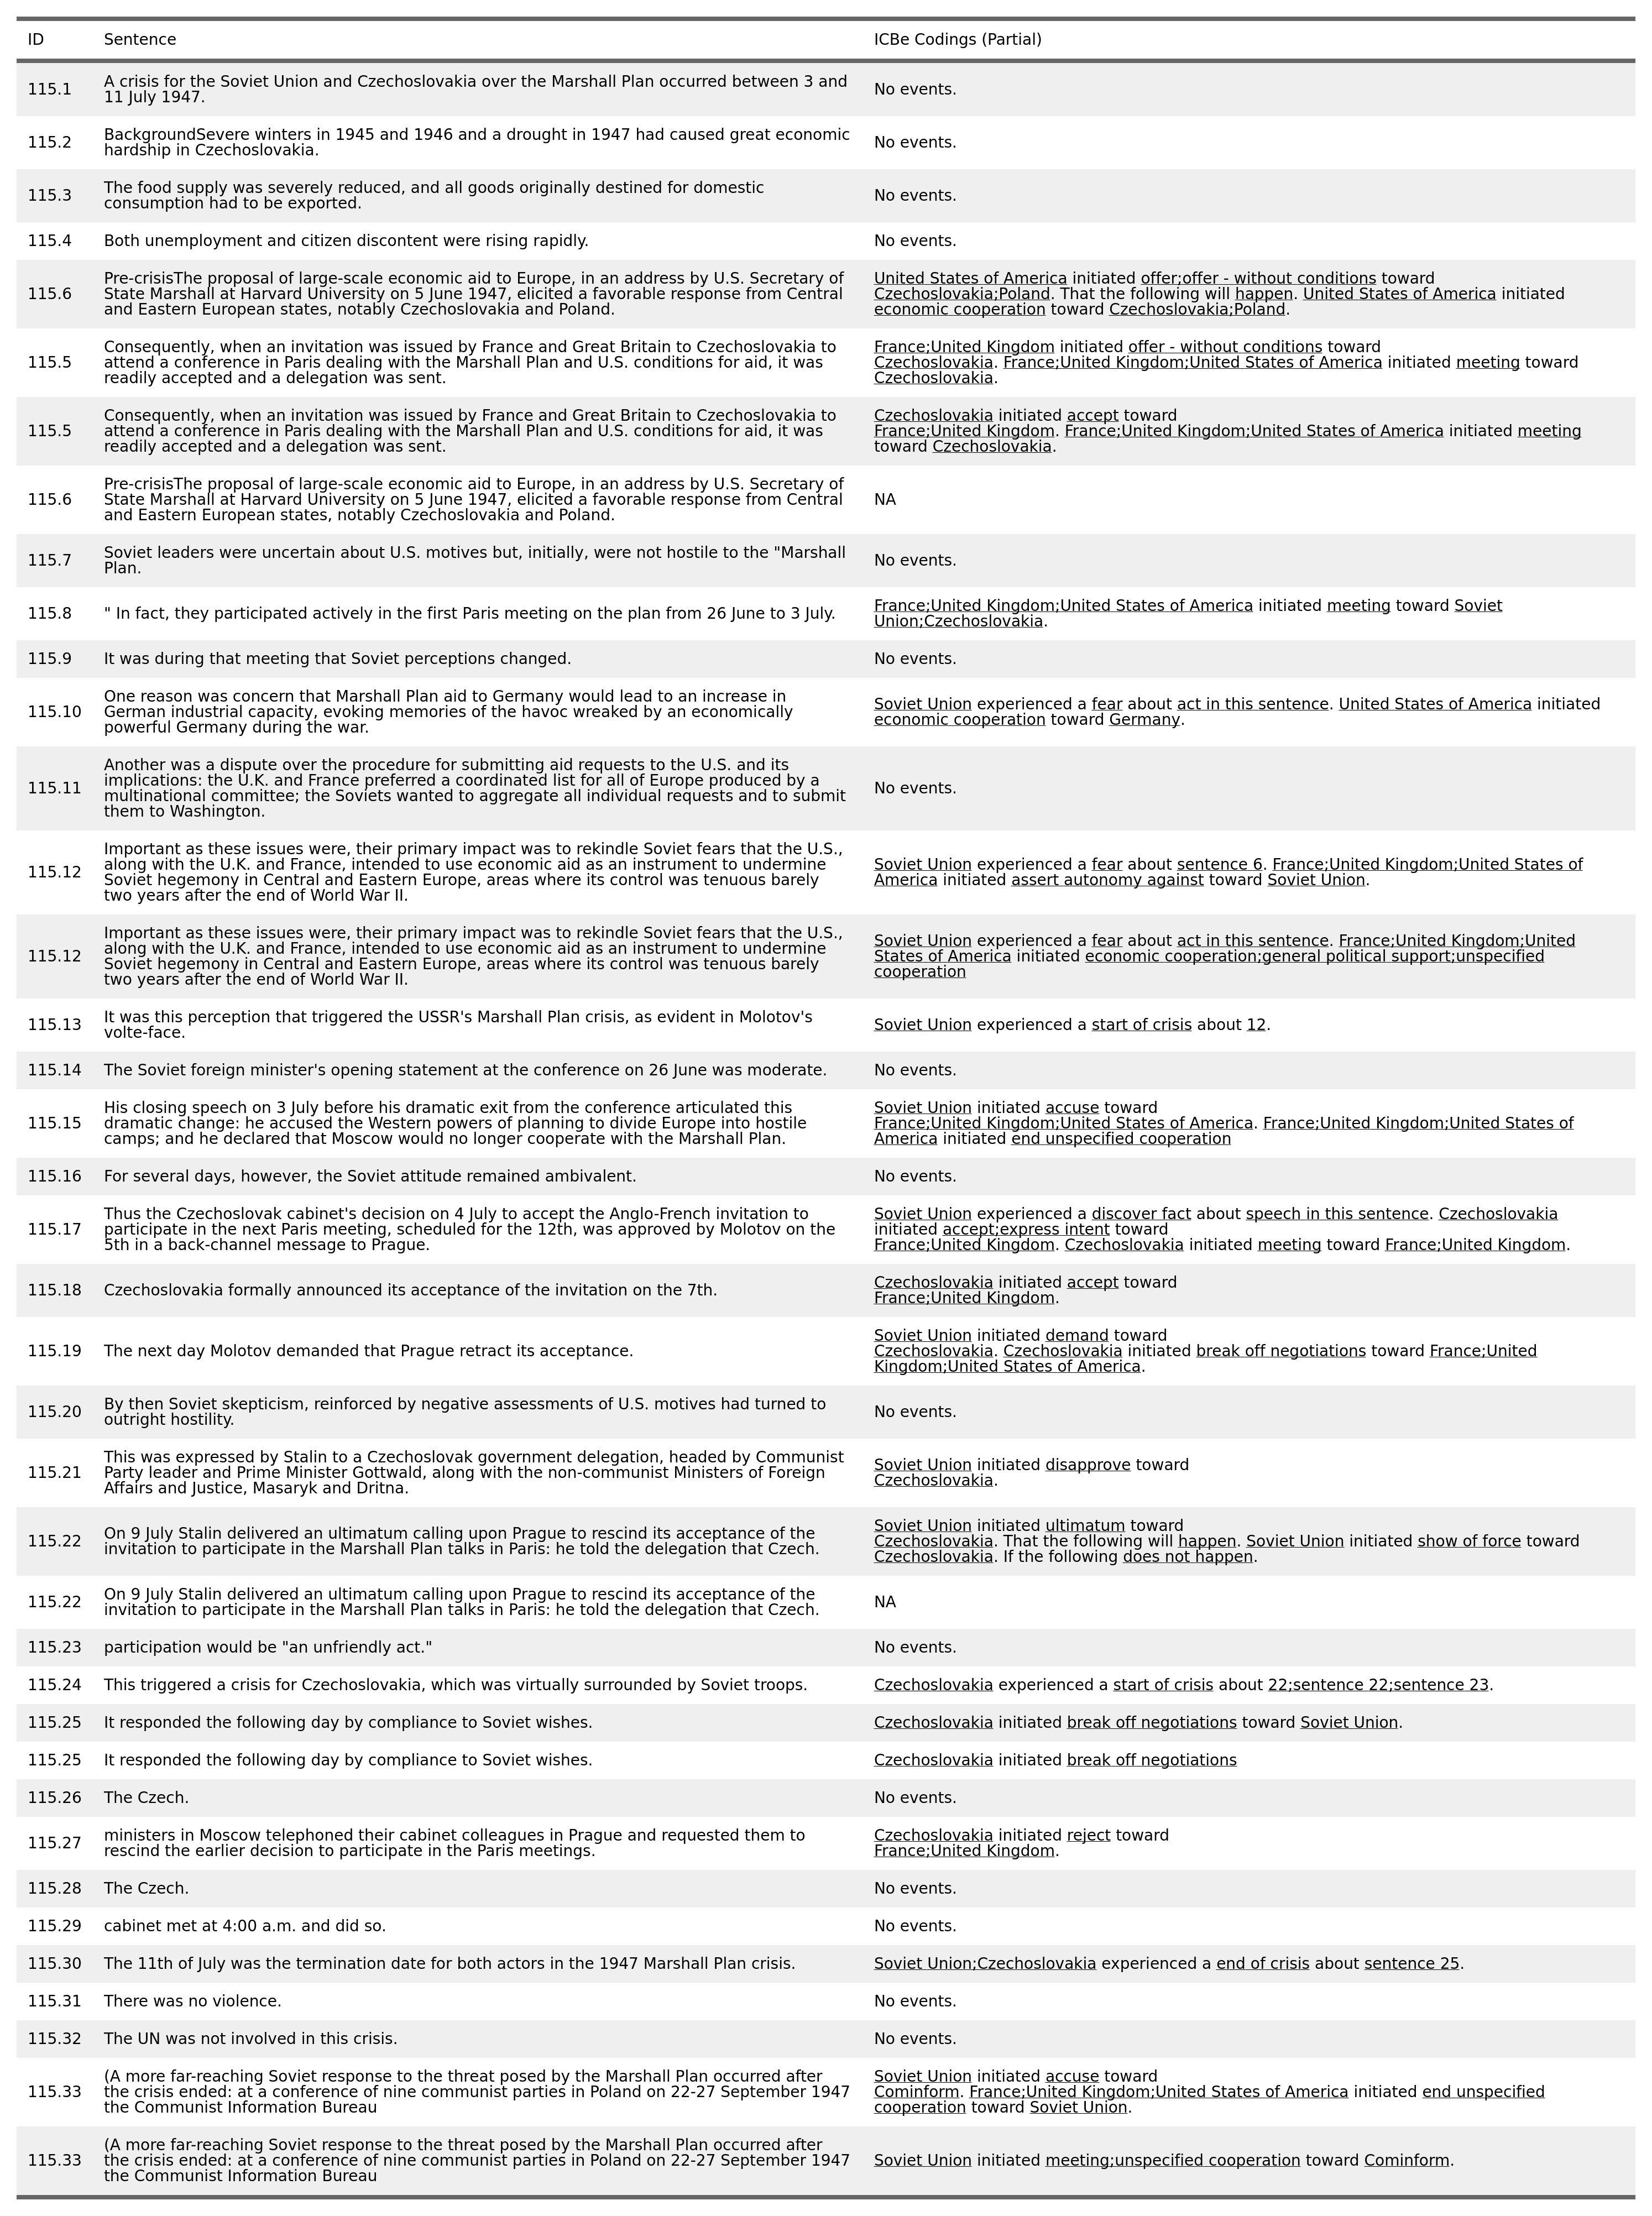 ID Sentence ICBe Codings (Partial)
115.1 A crisis for the Soviet Union and Czechoslovakia over the Marshall Plan occurred between 3 and
11 July 1947.
No events.
115.2 BackgroundSevere winters in 1945 and 1946 and a drought in 1947 had caused great economic
hardship in Czechoslovakia.
No events.
115.3 The food supply was severely reduced, and all goods originally destined for domestic
consumption had to be exported.
No events.
115.4 Both unemployment and citizen discontent were rising rapidly.
No events.
115.6 Pre-crisisThe proposal of large-scale economic aid to Europe, in an address by U.S. Secretary of
State Marshall at Harvard University on 5 June 1947, elicited a favorable response from Central
and Eastern European states, notably Czechoslovakia and Poland.
United States of America initiated offer;offer - without conditions toward
Czechoslovakia;Poland. That the following will happen. United States of America initiated
economic cooperation toward Czechoslovakia;Poland.
115.5 Consequently, when an invitation was issued by France and Great Britain to Czechoslovakia to
attend a conference in Paris dealing with the Marshall Plan and U.S. conditions for aid, it was
readily accepted and a delegation was sent.
France;United Kingdom initiated offer - without conditions toward
Czechoslovakia. France;United Kingdom;United States of America initiated meeting toward
Czechoslovakia.
115.5 Consequently, when an invitation was issued by France and Great Britain to Czechoslovakia to
attend a conference in Paris dealing with the Marshall Plan and U.S. conditions for aid, it was
readily accepted and a delegation was sent.
Czechoslovakia initiated accept toward
France;United Kingdom. France;United Kingdom;United States of America initiated meeting
toward Czechoslovakia.
115.6 Pre-crisisThe proposal of large-scale economic aid to Europe, in an address by U.S. Secretary of
State Marshall at Harvard University on 5 June 1947, elicited a favorable response from Central
and Eastern European states, notably Czechoslovakia and Poland.
NA
115.7 Soviet leaders were uncertain about U.S. motives but, initially, were not hostile to the "Marshall
Plan.
No events.
115.8 " In fact, they participated actively in the first Paris meeting on the plan from 26 June to 3 July.
France;United Kingdom;United States of America initiated meeting toward Soviet
Union;Czechoslovakia.
115.9 It was during that meeting that Soviet perceptions changed.
No events.
115.10 One reason was concern that Marshall Plan aid to Germany would lead to an increase in
German industrial capacity, evoking memories of the havoc wreaked by an economically
powerful Germany during the war.
Soviet Union experienced a fear about act in this sentence. United States of America initiated
economic cooperation toward Germany.
115.11 Another was a dispute over the procedure for submitting aid requests to the U.S. and its
implications: the U.K. and France preferred a coordinated list for all of Europe produced by a
multinational committee; the Soviets wanted to aggregate all individual requests and to submit
them to Washington.
No events.
115.12 Important as these issues were, their primary impact was to rekindle Soviet fears that the U.S.,
along with the U.K. and France, intended to use economic aid as an instrument to undermine
Soviet hegemony in Central and Eastern Europe, areas where its control was tenuous barely
two years after the end of World War II.
Soviet Union experienced a fear about sentence 6. France;United Kingdom;United States of
America initiated assert autonomy against toward Soviet Union.
115.12 Important as these issues were, their primary impact was to rekindle Soviet fears that the U.S.,
along with the U.K. and France, intended to use economic aid as an instrument to undermine
Soviet hegemony in Central and Eastern Europe, areas where its control was tenuous barely
two years after the end of World War II.
Soviet Union experienced a fear about act in this sentence. France;United Kingdom;United
States of America initiated economic cooperation;general political support;unspecified
cooperation
115.13 It was this perception that triggered the USSR's Marshall Plan crisis, as evident in Molotov's
volte-face.
Soviet Union experienced a start of crisis about 12.
115.14 The Soviet foreign minister's opening statement at the conference on 26 June was moderate.
No events.
115.15 His closing speech on 3 July before his dramatic exit from the conference articulated this
dramatic change: he accused the Western powers of planning to divide Europe into hostile
camps; and he declared that Moscow would no longer cooperate with the Marshall Plan.
Soviet Union initiated accuse toward
France;United Kingdom;United States of America. France;United Kingdom;United States of
America initiated end unspecified cooperation
115.16 For several days, however, the Soviet attitude remained ambivalent.
No events.
115.17 Thus the Czechoslovak cabinet's decision on 4 July to accept the Anglo-French invitation to
participate in the next Paris meeting, scheduled for the 12th, was approved by Molotov on the
5th in a back-channel message to Prague.
Soviet Union experienced a discover fact about speech in this sentence. Czechoslovakia
initiated accept;express intent toward
France;United Kingdom. Czechoslovakia initiated meeting toward France;United Kingdom.
115.18 Czechoslovakia formally announced its acceptance of the invitation on the 7th.
Czechoslovakia initiated accept toward
France;United Kingdom.
115.19 The next day Molotov demanded that Prague retract its acceptance.
Soviet Union initiated demand toward
Czechoslovakia. Czechoslovakia initiated break off negotiations toward France;United
Kingdom;United States of America.
115.20 By then Soviet skepticism, reinforced by negative assessments of U.S. motives had turned to
outright hostility.
No events.
115.21 This was expressed by Stalin to a Czechoslovak government delegation, headed by Communist
Party leader and Prime Minister Gottwald, along with the non-communist Ministers of Foreign
Affairs and Justice, Masaryk and Dritna.
Soviet Union initiated disapprove toward
Czechoslovakia.
115.22 On 9 July Stalin delivered an ultimatum calling upon Prague to rescind its acceptance of the
invitation to participate in the Marshall Plan talks in Paris: he told the delegation that Czech.
Soviet Union initiated ultimatum toward
Czechoslovakia. That the following will happen. Soviet Union initiated show of force toward
Czechoslovakia. If the following does not happen.
115.22 On 9 July Stalin delivered an ultimatum calling upon Prague to rescind its acceptance of the
invitation to participate in the Marshall Plan talks in Paris: he told the delegation that Czech.
NA
115.23 participation would be "an unfriendly act."
No events.
115.24 This triggered a crisis for Czechoslovakia, which was virtually surrounded by Soviet troops.
Czechoslovakia experienced a start of crisis about 22;sentence 22;sentence 23.
115.25 It responded the following day by compliance to Soviet wishes.
Czechoslovakia initiated break off negotiations toward Soviet Union.
115.25 It responded the following day by compliance to Soviet wishes.
Czechoslovakia initiated break off negotiations
115.26 The Czech.
No events.
115.27 ministers in Moscow telephoned their cabinet colleagues in Prague and requested them to
rescind the earlier decision to participate in the Paris meetings.
Czechoslovakia initiated reject toward
France;United Kingdom.
115.28 The Czech.
No events.
115.29 cabinet met at 4:00 a.m. and did so.
No events.
115.30 The 11th of July was the termination date for both actors in the 1947 Marshall Plan crisis.
Soviet Union;Czechoslovakia experienced a end of crisis about sentence 25.
115.31 There was no violence.
No events.
115.32 The UN was not involved in this crisis.
No events.
115.33 (A more far-reaching Soviet response to the threat posed by the Marshall Plan occurred after
the crisis ended: at a conference of nine communist parties in Poland on 22-27 September 1947
the Communist Information Bureau
Soviet Union initiated accuse toward
Cominform. France;United Kingdom;United States of America initiated end unspecified
cooperation toward Soviet Union.
115.33 (A more far-reaching Soviet response to the threat posed by the Marshall Plan occurred after
the crisis ended: at a conference of nine communist parties in Poland on 22-27 September 1947
the Communist Information Bureau
Soviet Union initiated meeting;unspecified cooperation toward Cominform.